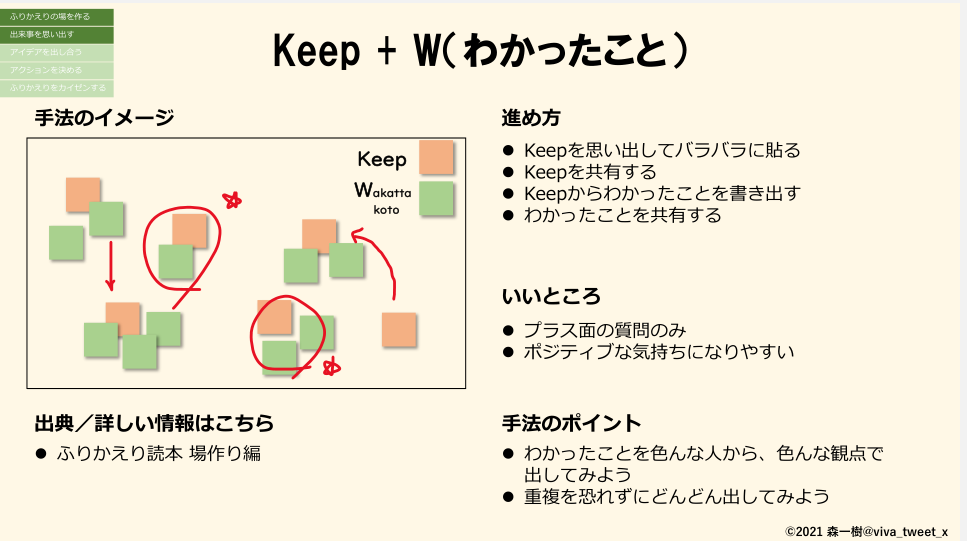 ふりかえりの場を作る
出来事を思い出す
アイデアを出し合う
アクションを決める
ふりかえりをカイゼンする
Keep + W(わかったこと)
手法のイメージ
Keep
Wakatta
koto
出典／詳しい情報はこちら
● ふりかえり読本 場作り編
進め方
● Keepを思い出してバラバラに貼る
● Keepを共有する
● Keepからわかったことを書き出す
● わかったことを共有する
いいところ
● プラス面の質問のみ
● ポジティブな気持ちになりやすい
手法のポイント
● わかったことを色んな人から、色んな観点で
出してみよう
● 重複を恐れずにどんどん出してみよう
©2021 森一樹@viva_tweet_x